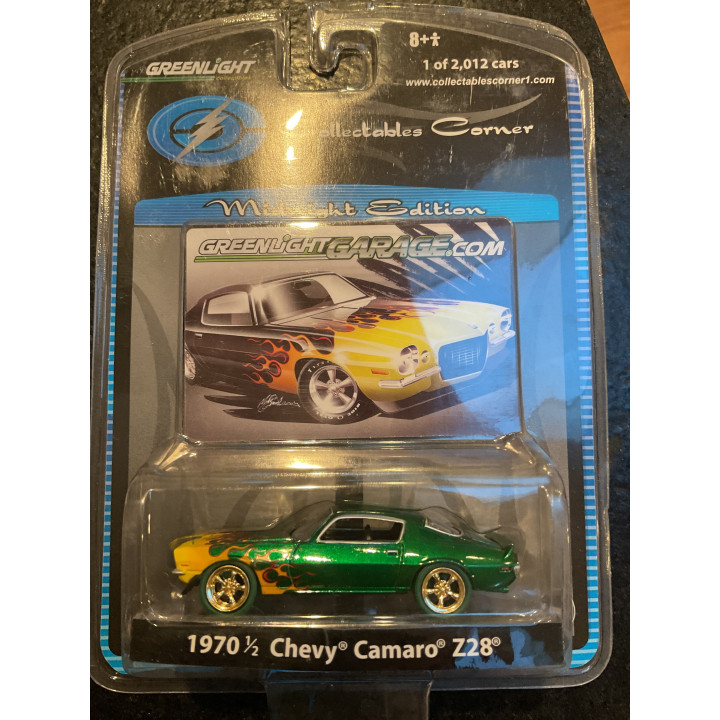 GREENLIGHT
8+
1 of 2,012 cars
www.collectablescorner1.com
Collectables Corner
Midnight Edition
GREENLIGHTGARAGE.COM
1970 ½ Chevy® Camaro® Z28®